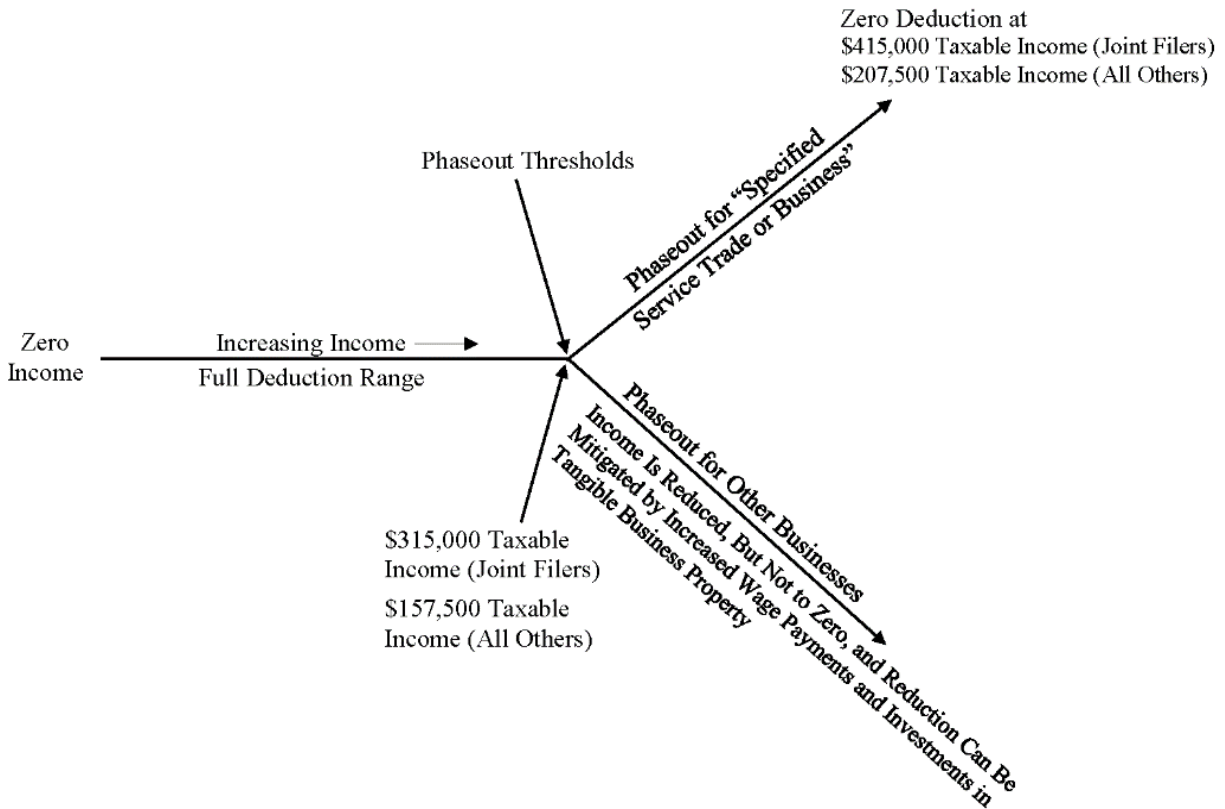 Zero Deduction at
$415,000 Taxable Income (Joint Filers)
$207,500 Taxable Income (All Others)
Phaseout Thresholds
Phaseout for “Specified
Service Trade or Business”
Zero
Income
Increasing Income
Full Deduction Range
Phaseout for Other Businesses
Income Is Reduced, But Not to Zero, and Reduction Can Be
Mitigated by Increased Wage Payments and Investments in
Tangible Business Property
$315,000 Taxable
Income (Joint Filers)
$157,500 Taxable
Income (All Others)